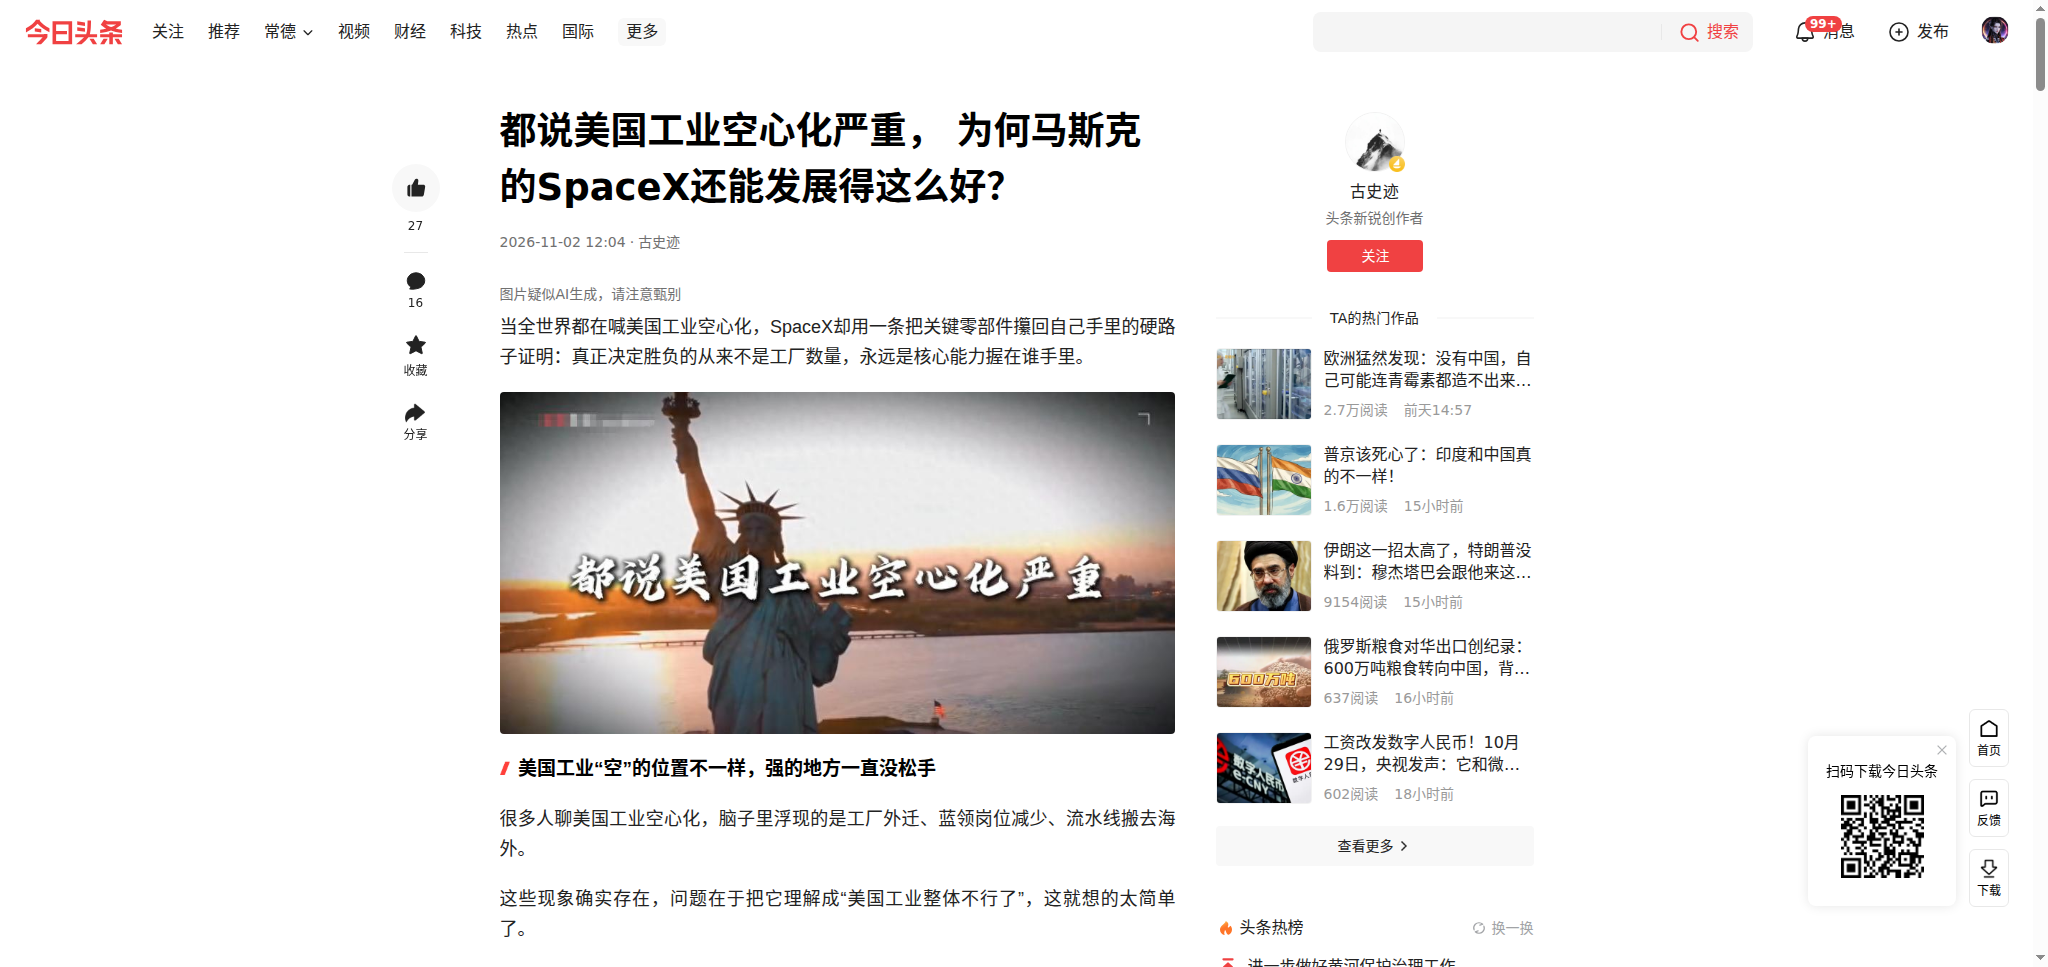 今日头条
关注 推荐 常德 视频 财经 科技 热点 国际 更多
搜索
99+
消息
发布
都说美国工业空心化严重， 为何马斯克
的SpaceX还能发展得这么好？
2026-11-02 12:04 · 古史迹
27
16
收藏
分享
图片疑似AI生成，请注意甄别
当全世界都在喊美国工业空心化，SpaceX却用一条把关键零部件攥回自己手里的硬路
子证明：真正决定胜负的从来不是工厂数量，永远是核心能力握在谁手里。
都说美国工业空心化严重
美国工业“空”的位置不一样，强的地方一直没松手
很多人聊美国工业空心化，脑子里浮现的是工厂外迁、蓝领岗位减少、流水线搬去海
外。
这些现象确实存在，问题在于把它理解成“美国工业整体不行了”，这就想的太简单
了。
古史迹
头条新锐创作者
关注
TA的热门作品
欧洲猛然发现：没有中国，自
己可能连青霉素都造不出来...
2.7万阅读 前天14:57
普京该死心了：印度和中国真
的不一样！
1.6万阅读 15小时前
伊朗这一招太高了，特朗普没
料到：穆杰塔巴会跟他来这...
9154阅读 15小时前
俄罗斯粮食对华出口创纪录：
600万吨粮食转向中国，背...
600万吨
637阅读 16小时前
工资改发数字人民币！10月
29日，央视发声：它和微...
数字人民币
e-CNY
602阅读 18小时前
查看更多
头条热榜
换一换
进一步做好黄河保护治理工作
扫码下载今日头条
首页
反馈
下载